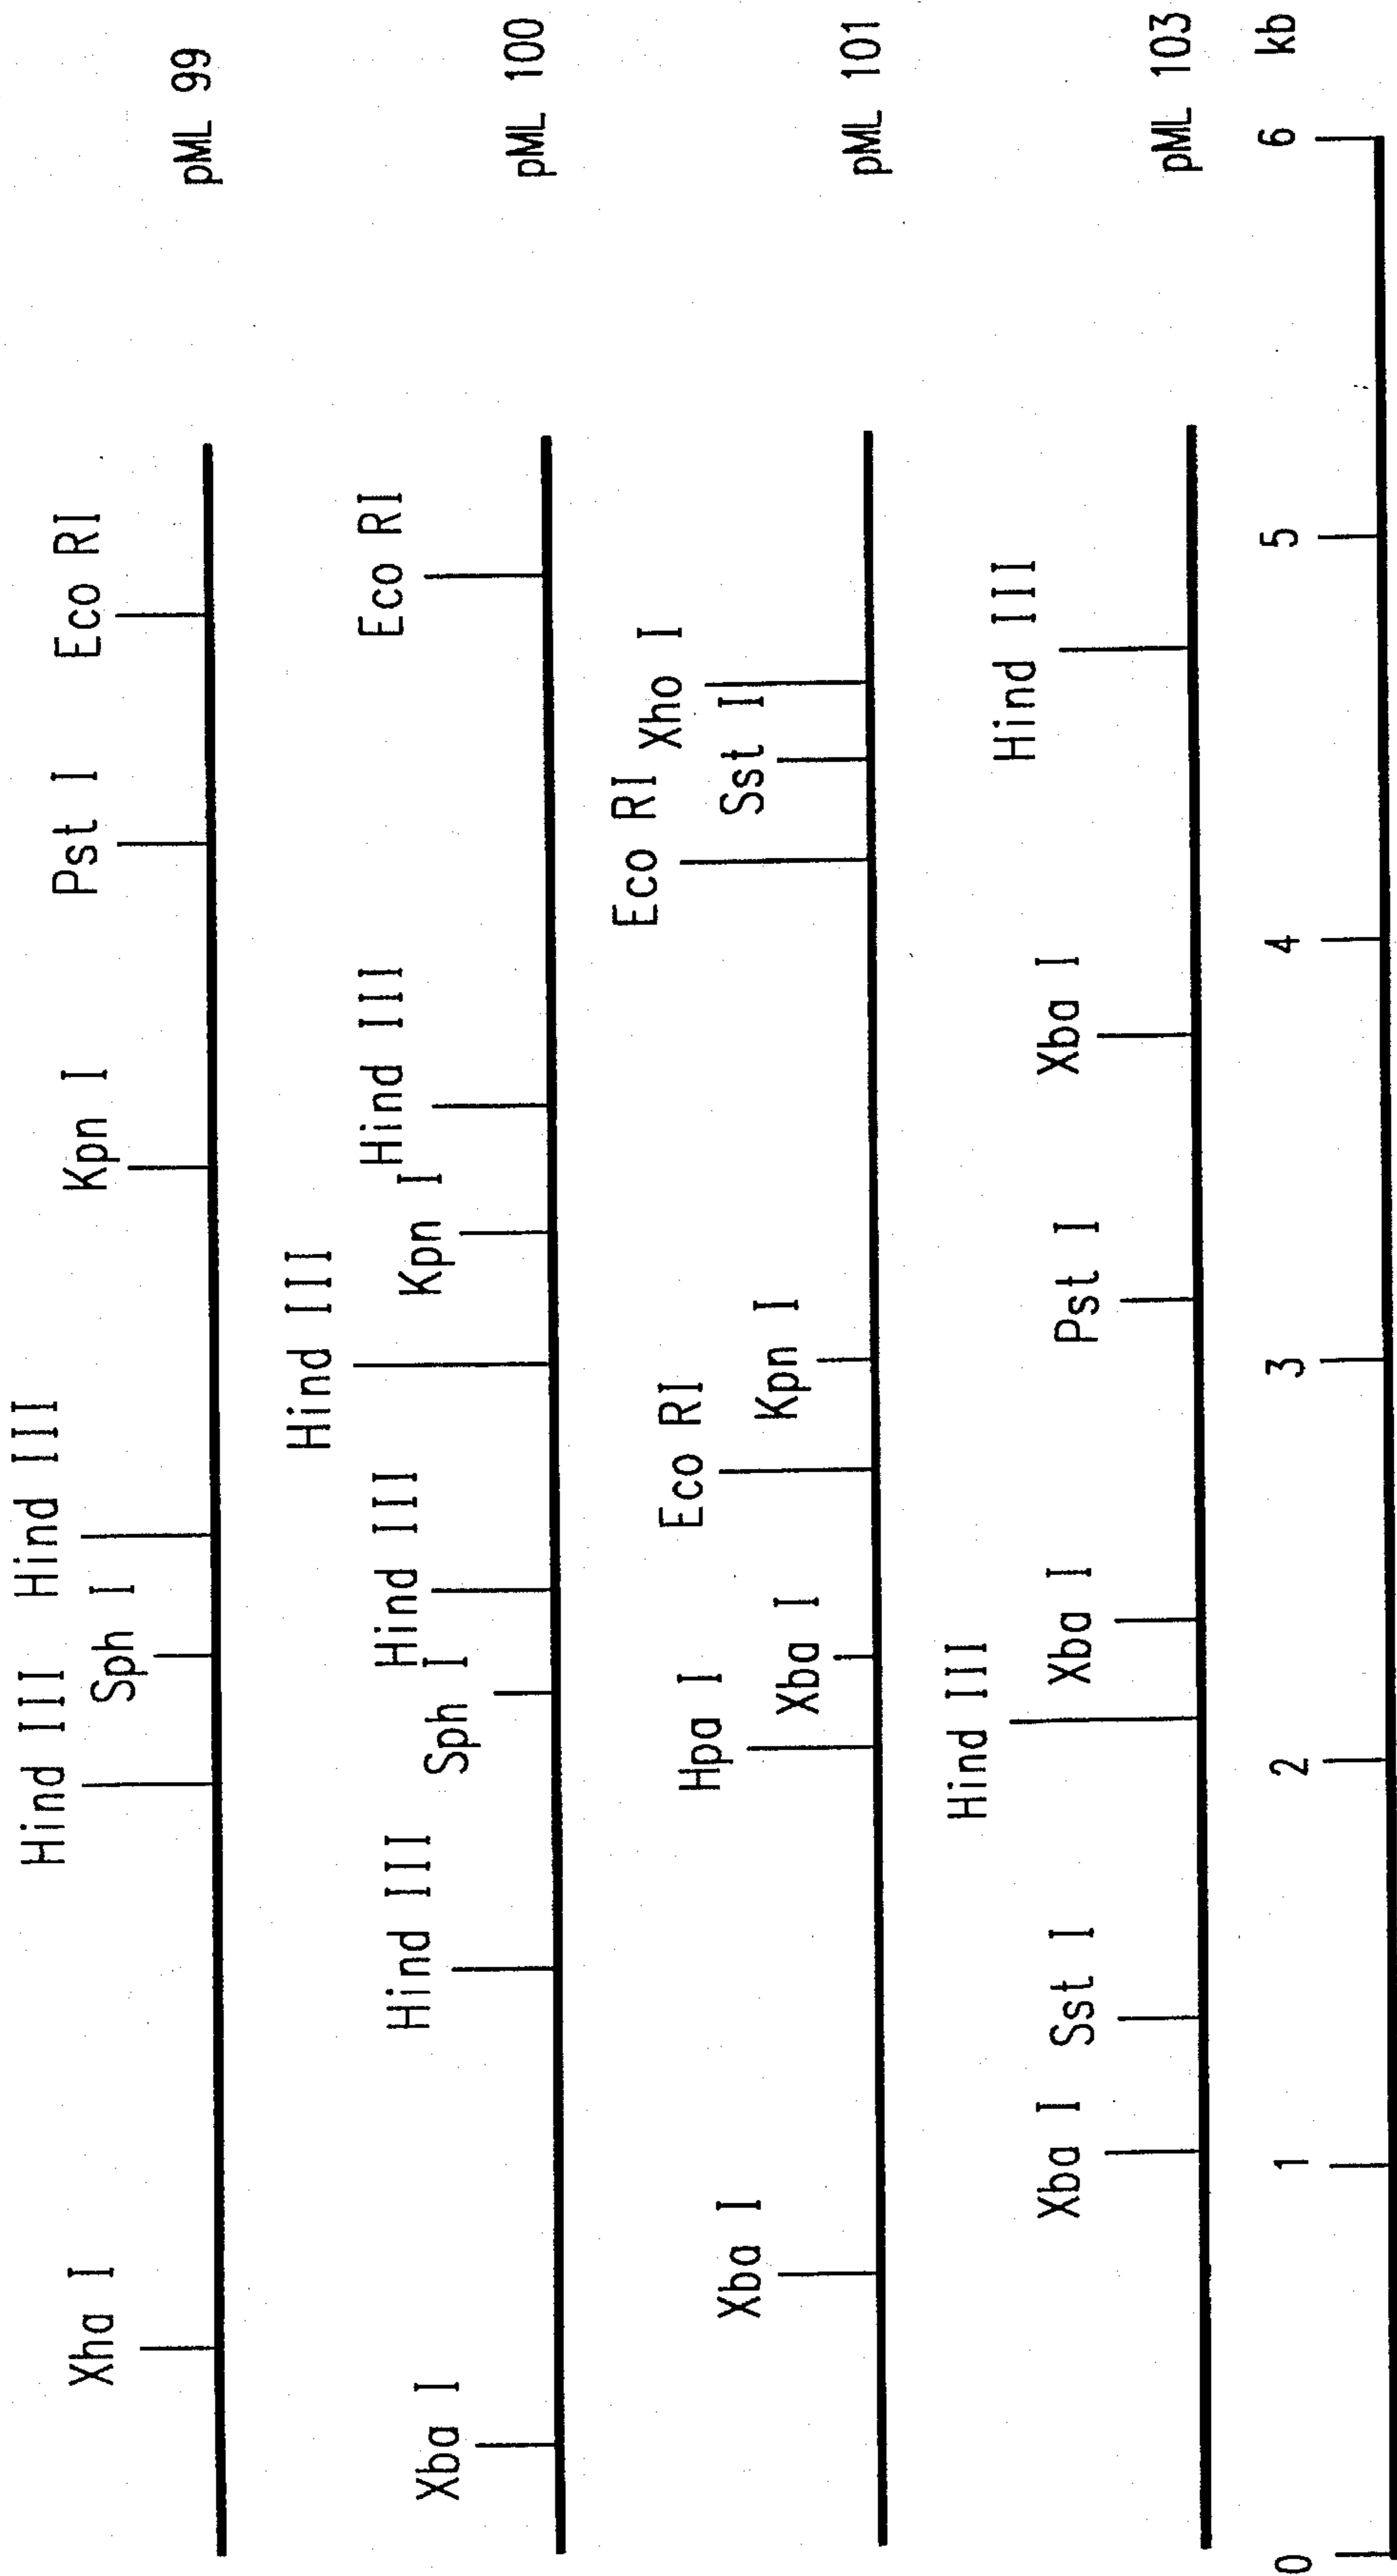 Xha I Hind III Sph I Hind III Kpn I Pst I Eco RI pML 99
Xba I Hind III Sph I Hind III Hind III Kpn I Hind III Eco RI pML 100
Xba I Hpa I Xba I Eco RI Kpn I Eco RI Sst I Xho I pML 101
Xba I Sst I Hind III Xba I Pst I Xba I Hind III pML 103
0 1 2 3 4 5 6 kb